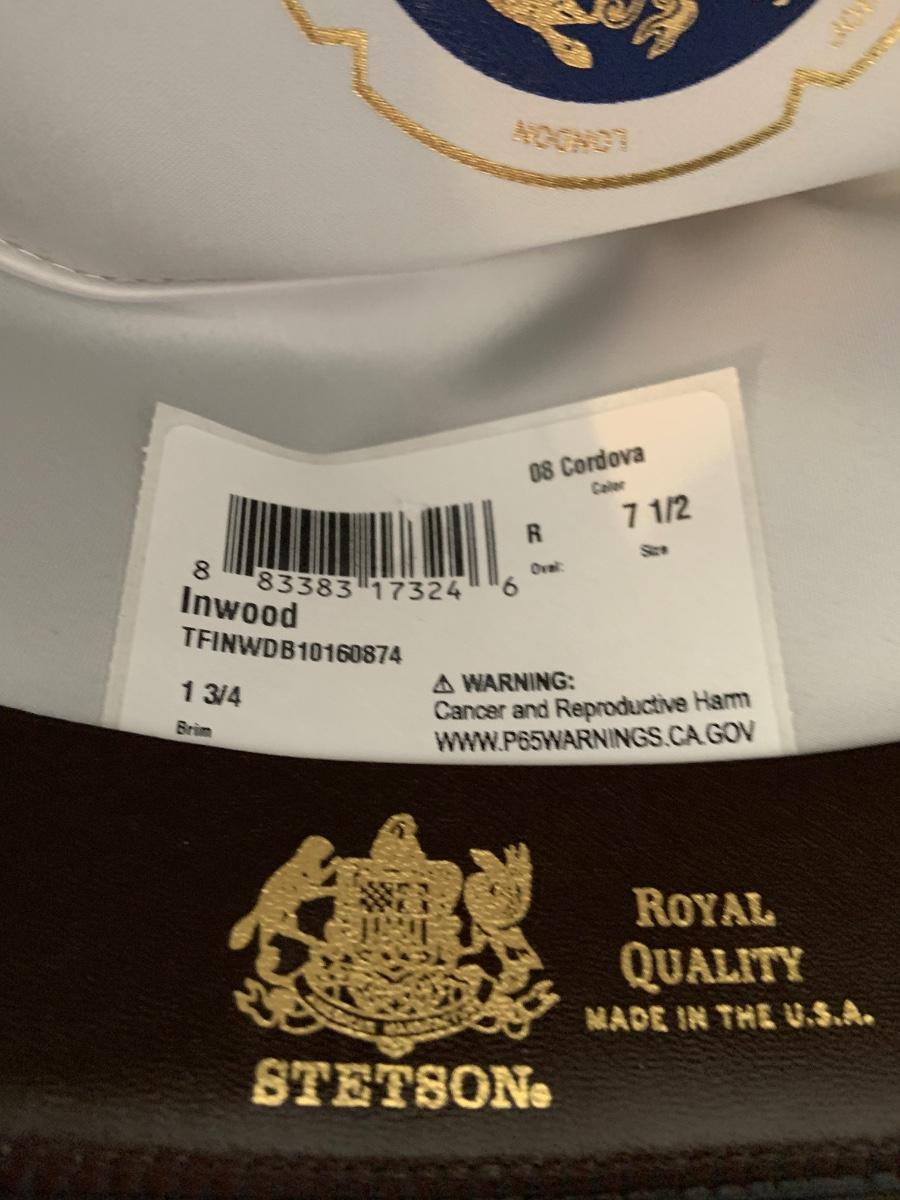 LONDON
08 Cordova
Color
R
7 1/2
Oval:
Size
8 83383 17324 6
Inwood
TFINWDB10160874
1 3/4
Brim
⚠ WARNING:
Cancer and Reproductive Harm
WWW.P65WARNINGS.CA.GOV
ROYAL
QUALITY
MADE IN THE U.S.A.
STETSON®